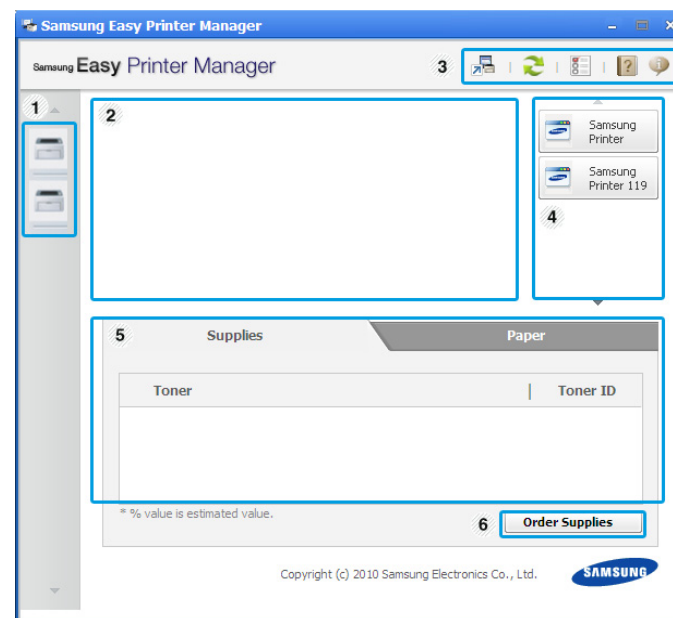 Samsung Easy Printer Manager
Samsung Easy Printer Manager
3
1
2
Samsung
Printer
Samsung
Printer 119
4
5 Supplies Paper
Toner Toner ID
* % value is estimated value.
6 Order Supplies
Copyright (c) 2010 Samsung Electronics Co., Ltd. SAMSUNG